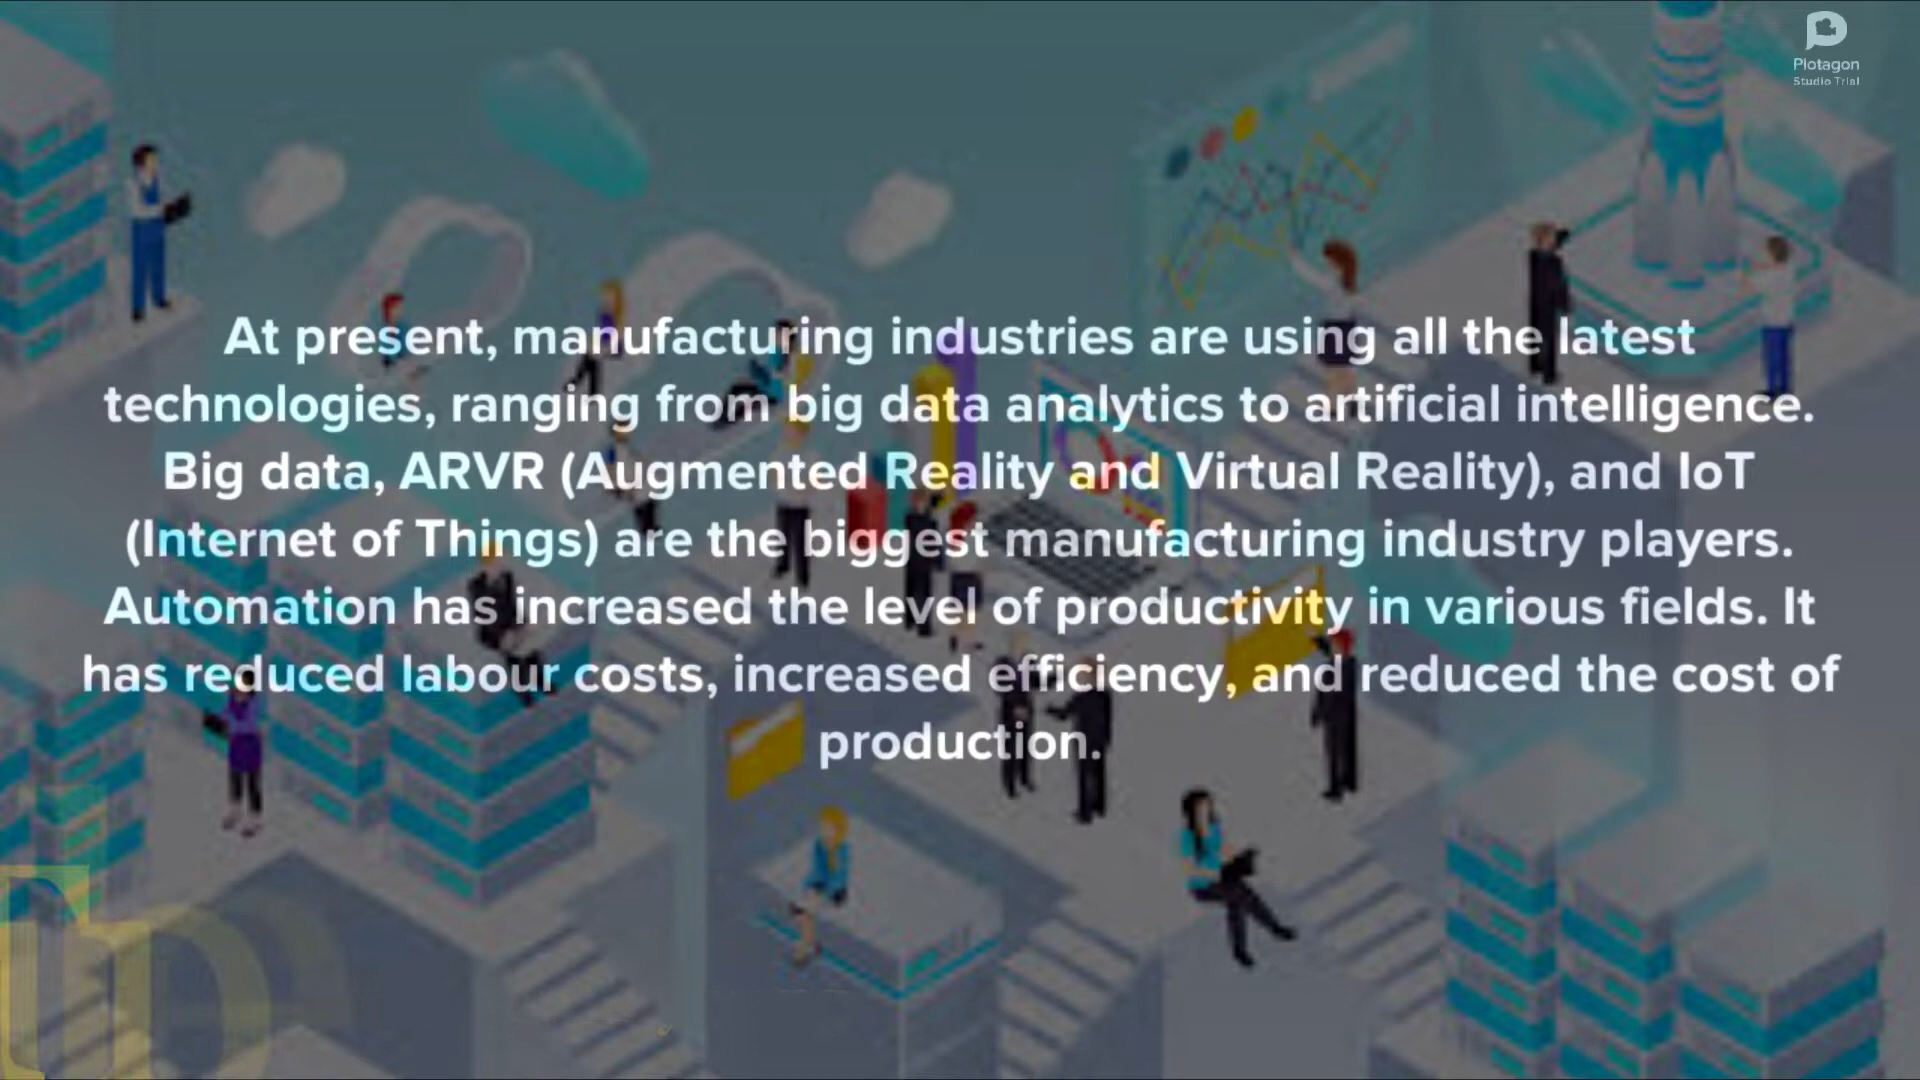 Plotagon
Studio Trial
At present, manufacturing industries are using all the latest
technologies, ranging from big data analytics to artificial intelligence.
Big data, ARVR (Augmented Reality and Virtual Reality), and IoT
(Internet of Things) are the biggest manufacturing industry players.
Automation has increased the level of productivity in various fields. It
has reduced labour costs, increased efficiency, and reduced the cost of
production.